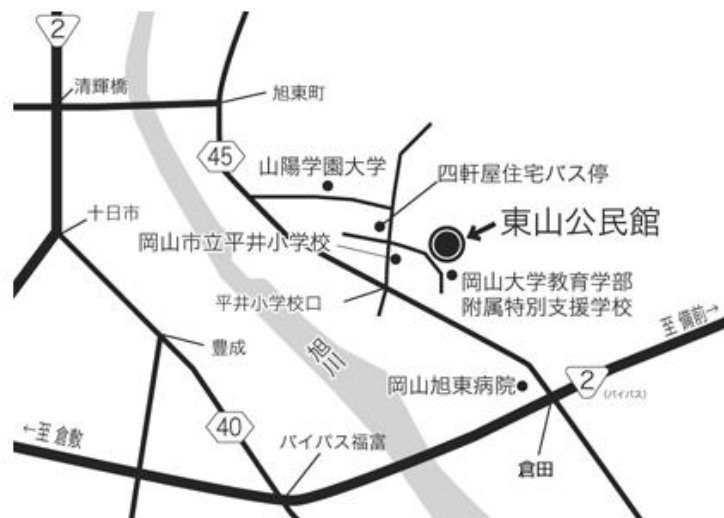 2
清輝橋
旭東町
45
山陽学園大学
四軒屋住宅バス停
十日市
東山公民館
岡山市立平井小学校
岡山大学教育学部
附属特別支援学校
平井小学校口
至 備前→
豊成
旭川
岡山旭東病院
2
(バイパス)
40
←至 倉敷
バイパス福富
倉田